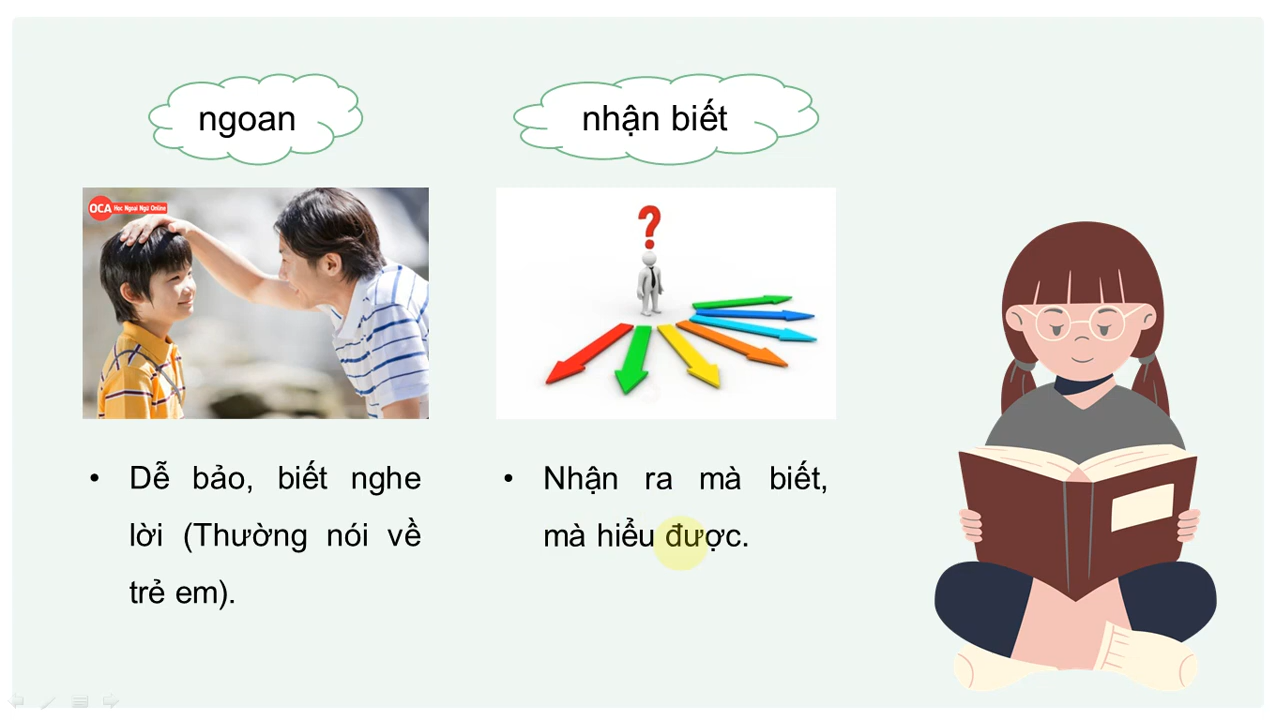 ngoan
nhận biết
OCA Học Ngoại Ngữ Online
?
• Dễ bảo, biết nghe
lời (Thường nói về
trẻ em).
• Nhận ra mà biết,
mà hiểu được.